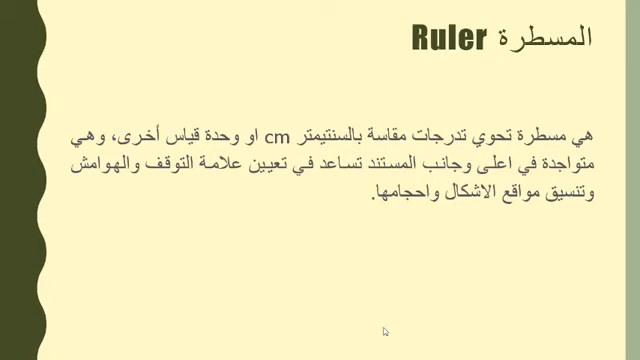 المسطرة Ruler
هي مسطرة تحوي تدرجات مقاسة بالسنتيمتر cm او وحدة قياس أخرى، وهي
متواجدة في اعلى وجانب المستند تساعد في تعيين علامة التوقف والهوامش
وتنسيق مواقع الاشكال واحجامها.